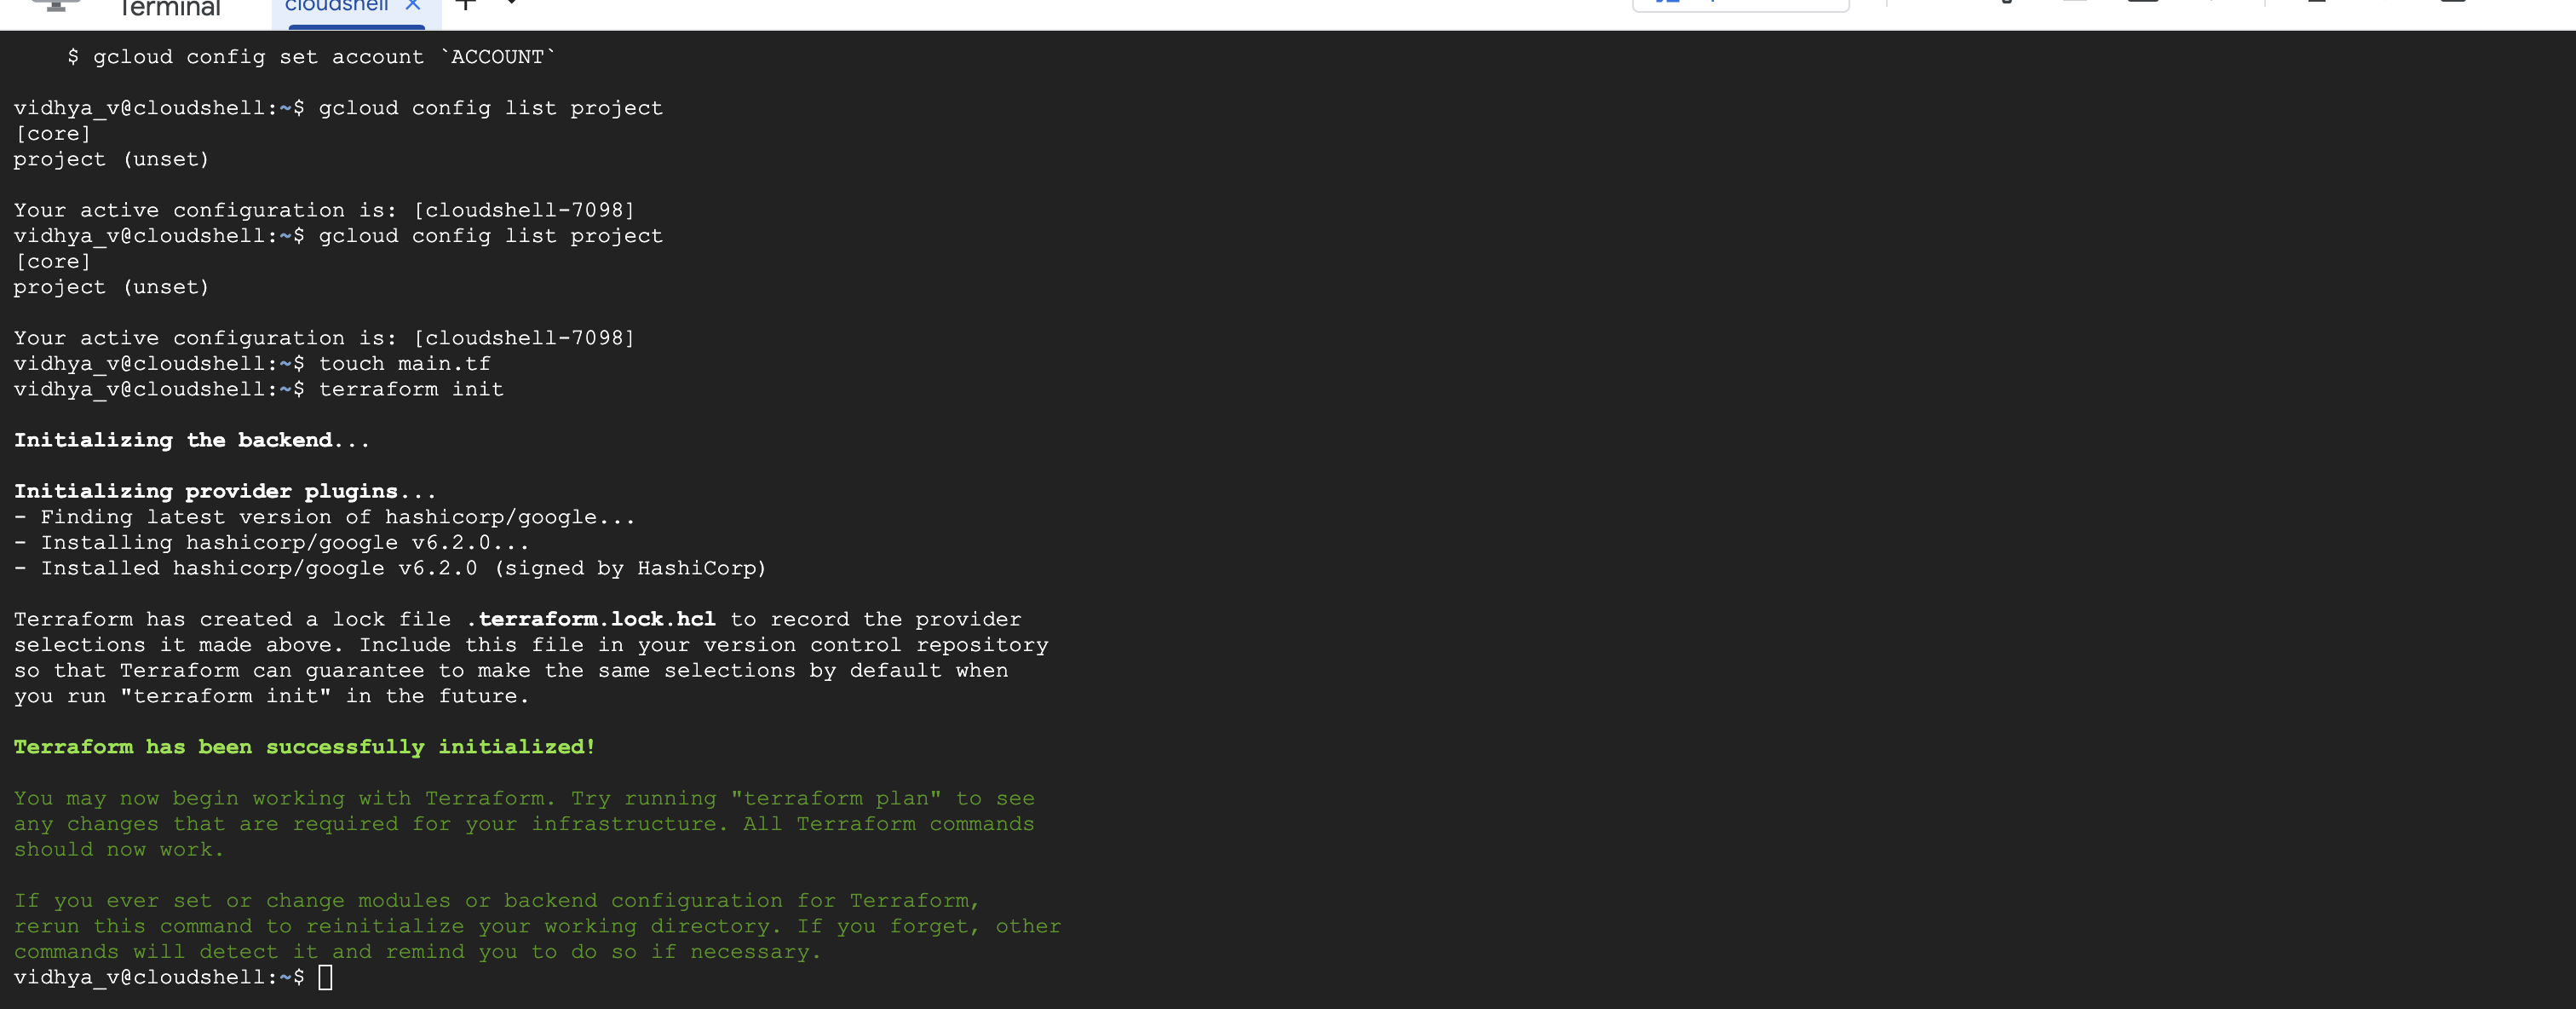 Terminal
cloudshell
$ gcloud config set account `ACCOUNT`
vidhya_v@cloudshell:~$ gcloud config list project
[core]
project (unset)
Your active configuration is: [cloudshell-7098]
vidhya_v@cloudshell:~$ gcloud config list project
[core]
project (unset)
Your active configuration is: [cloudshell-7098]
vidhya_v@cloudshell:~$ touch main.tf
vidhya_v@cloudshell:~$ terraform init
Initializing the backend...
Initializing provider plugins...
- Finding latest version of hashicorp/google...
- Installing hashicorp/google v6.2.0...
- Installed hashicorp/google v6.2.0 (signed by HashiCorp)
Terraform has created a lock file .terraform.lock.hcl to record the provider
selections it made above. Include this file in your version control repository
so that Terraform can guarantee to make the same selections by default when
you run "terraform init" in the future.
Terraform has been successfully initialized!
You may now begin working with Terraform. Try running "terraform plan" to see
any changes that are required for your infrastructure. All Terraform commands
should now work.
If you ever set or change modules or backend configuration for Terraform,
rerun this command to reinitialize your working directory. If you forget, other
commands will detect it and remind you to do so if necessary.
vidhya_v@cloudshell:~$